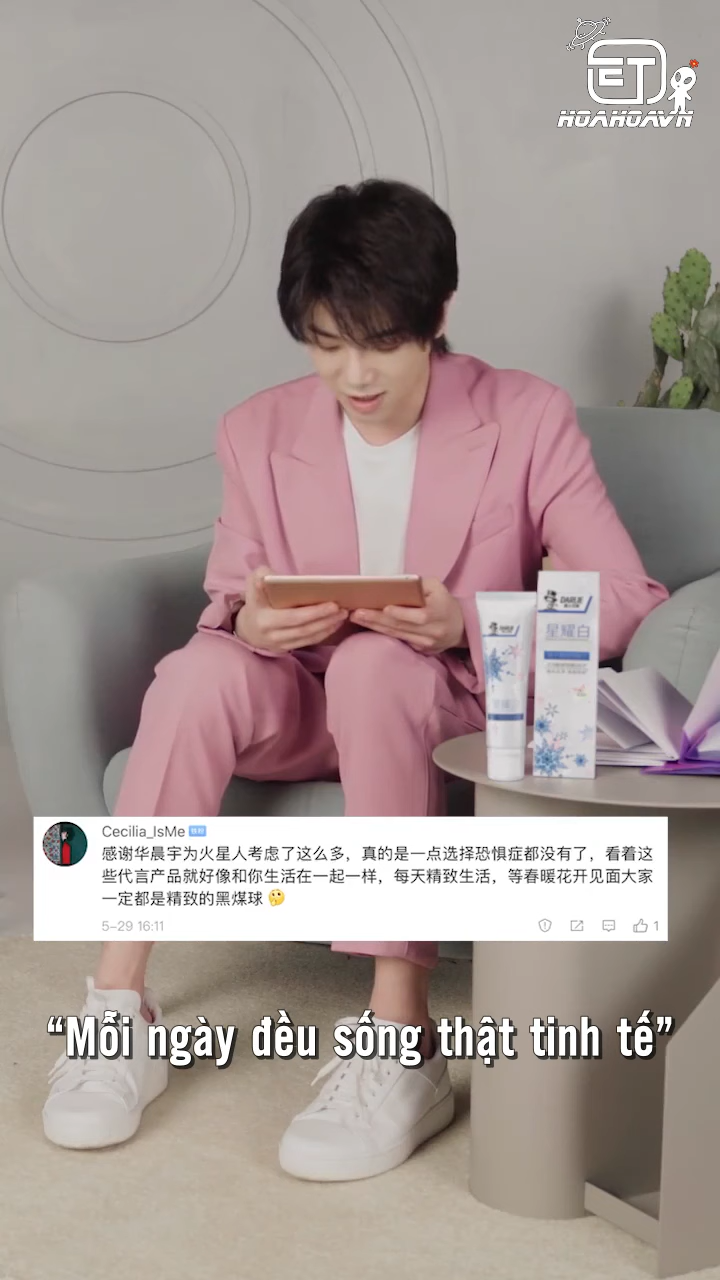 ET
HOAHOAVN
DARLIE
DARLIE
星耀白
Cecilia_IsMe
感谢华晨宇为火星人考虑了这么多，真的是一点选择恐惧症都没有了，看着这
些代言产品就好像和你生活在一起一样，每天精致生活，等春暖花开见面大家
一定都是精致的黑煤球🤔
5-29 16:11
1
“Mỗi ngày đều sống thật tinh tế”